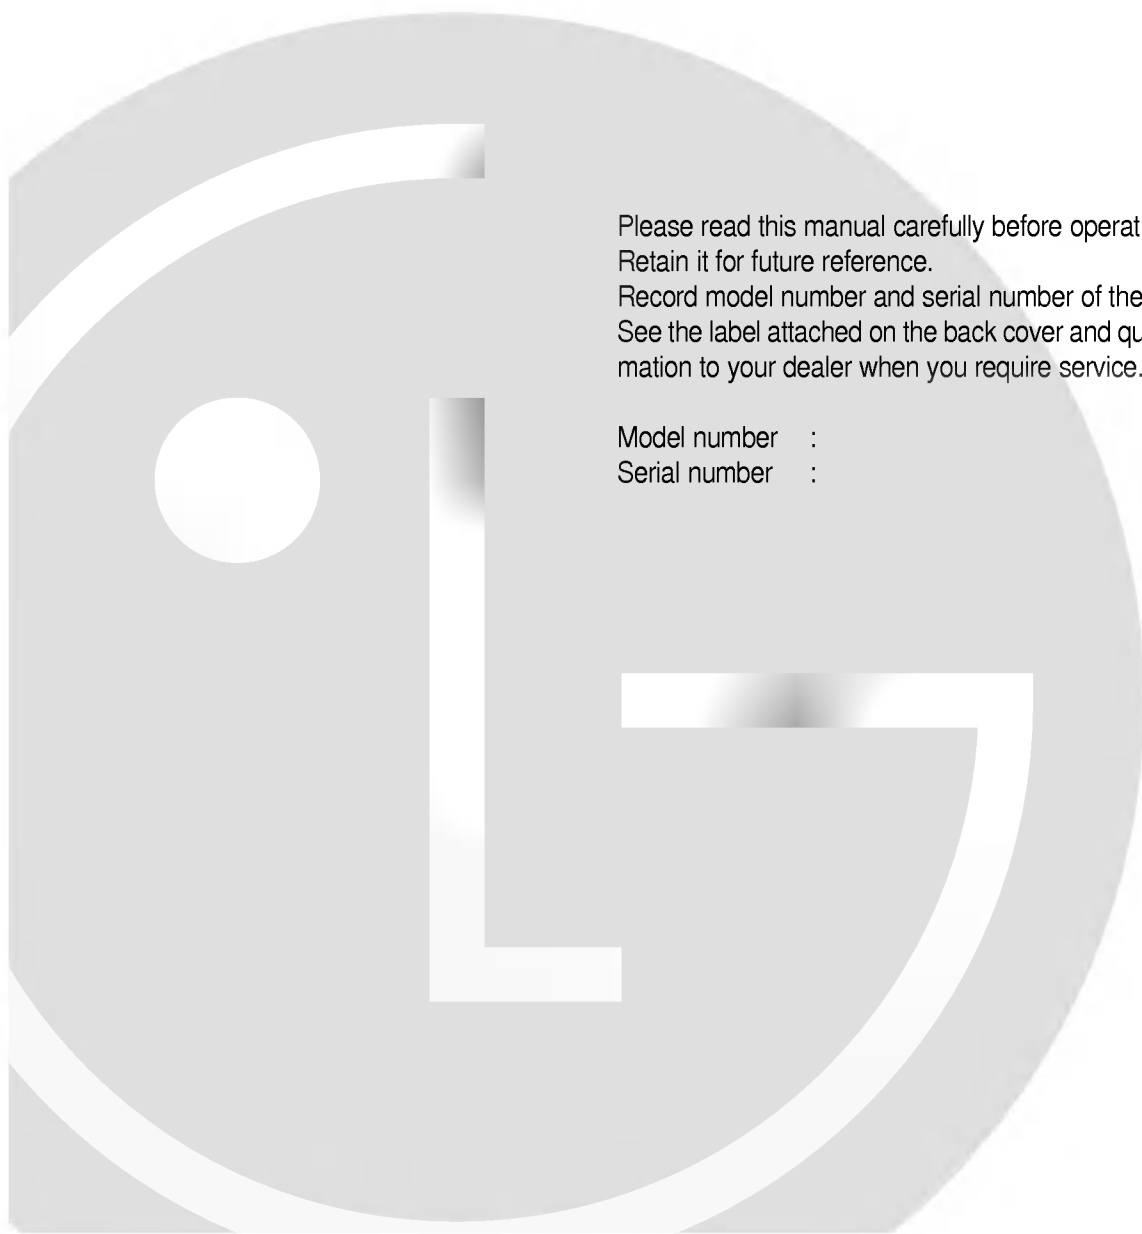 Please read this manual carefully before operat
Retain it for future reference.
Record model number and serial number of the
See the label attached on the back cover and qu
mation to your dealer when you require service.
Model number :
Serial number :